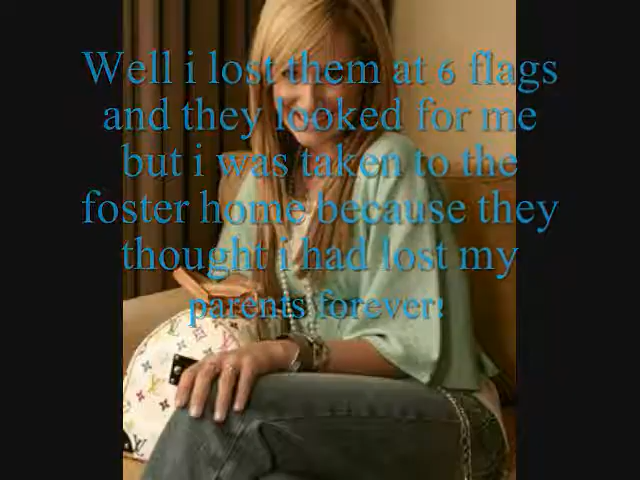 Well i lost them at 6 flags
and they looked for me
but i was taken to the
foster home because they
thought i had lost my
parents forever!